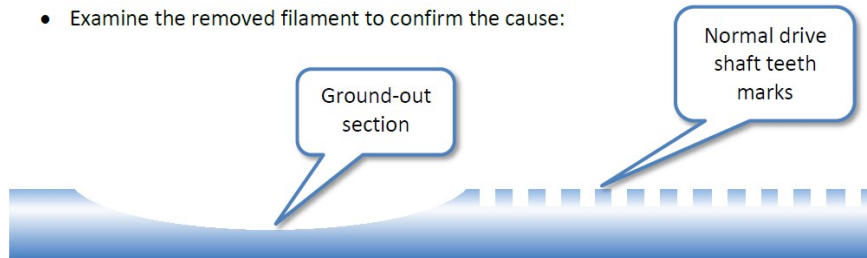 • Examine the removed filament to confirm the cause:
Normal drive
shaft teeth
marks
Ground-out
section